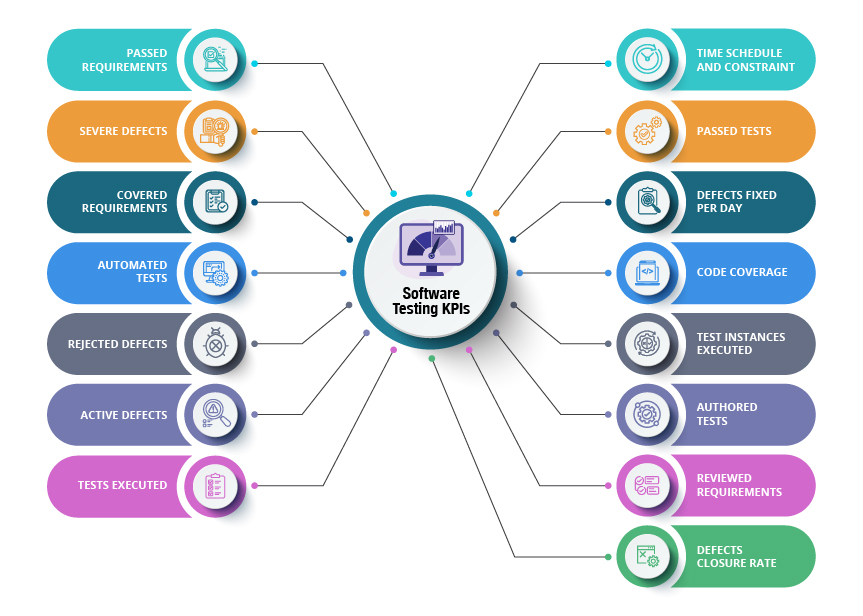 PASSED
REQUIREMENTS
SEVERE DEFECTS
COVERED
REQUIREMENTS
AUTOMATED
TESTS
REJECTED DEFECTS
ACTIVE DEFECTS
TESTS EXECUTED
Software
Testing KPIs
TIME SCHEDULE
AND CONSTRAINT
PASSED TESTS
DEFECTS FIXED
PER DAY
CODE COVERAGE
TEST INSTANCES
EXECUTED
AUTHORED
TESTS
REVIEWED
REQUIREMENTS
DEFECTS
CLOSURE RATE